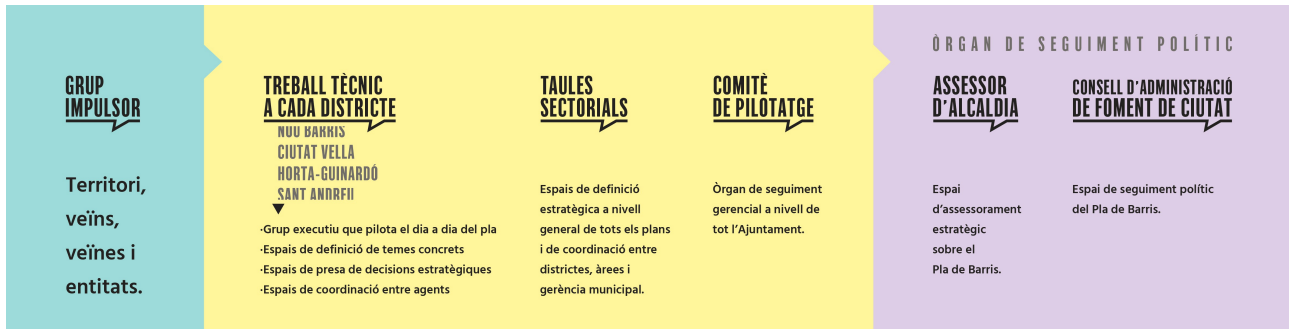 GRUP
IMPULSOR
Territori,
veïns,
veïnes i
entitats.
TREBALL TÈCNIC
A CADA DISTRICTE
NOU BARRIS
CIUTAT VELLA
HORTA-GUINARDÓ
SANT ANDREU
·Grup executiu que pilota el dia a dia del pla
·Espais de definició de temes concrets
·Espais de presa de decisions estratègiques
·Espais de coordinació entre agents
TAULES
SECTORIALS
Espais de definició
estratègica a nivell
general de tots els plans
i de coordinació entre
districtes, àrees i
gerència municipal.
COMITÈ
DE PILOTATGE
Òrgan de seguiment
gerencial a nivell de
tot l’Ajuntament.
ÒRGAN DE SEGUIMENT POLÍTIC
ASSESSOR
D’ALCALDIA
Espai
d’assessorament
estratègic
sobre el
Pla de Barris.
CONSELL D’ADMINISTRACIÓ
DE FOMENT DE CIUTAT
Espai de seguiment polític
del Pla de Barris.